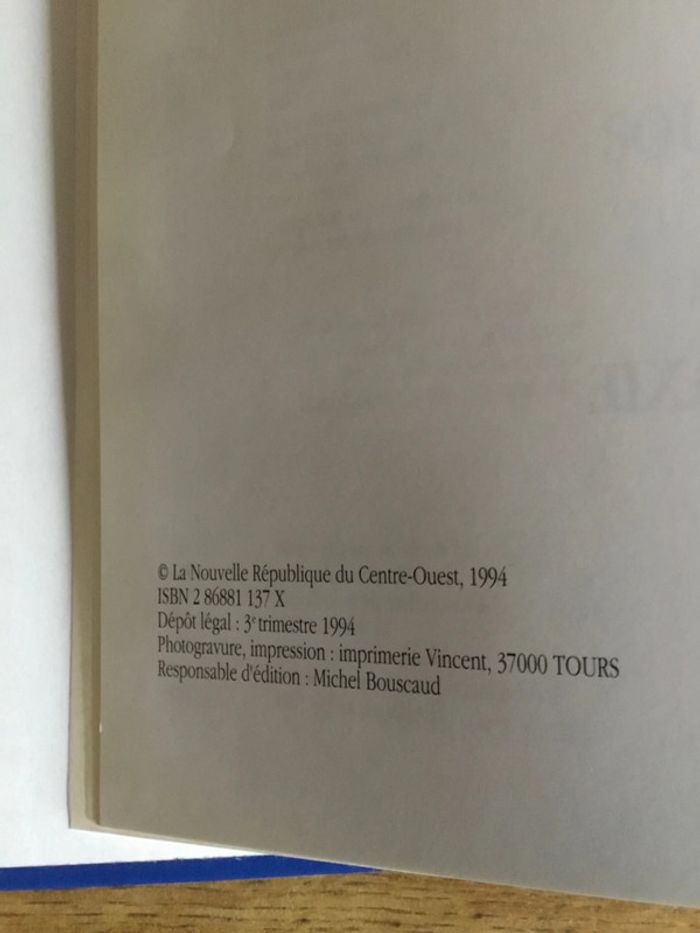 © La Nouvelle République du Centre-Ouest, 1994
ISBN 2 86881 137 X
Dépôt légal : 3e trimestre 1994
Photogravure, impression : imprimerie Vincent, 37000 TOURS
Responsable d'édition : Michel Bouscaud